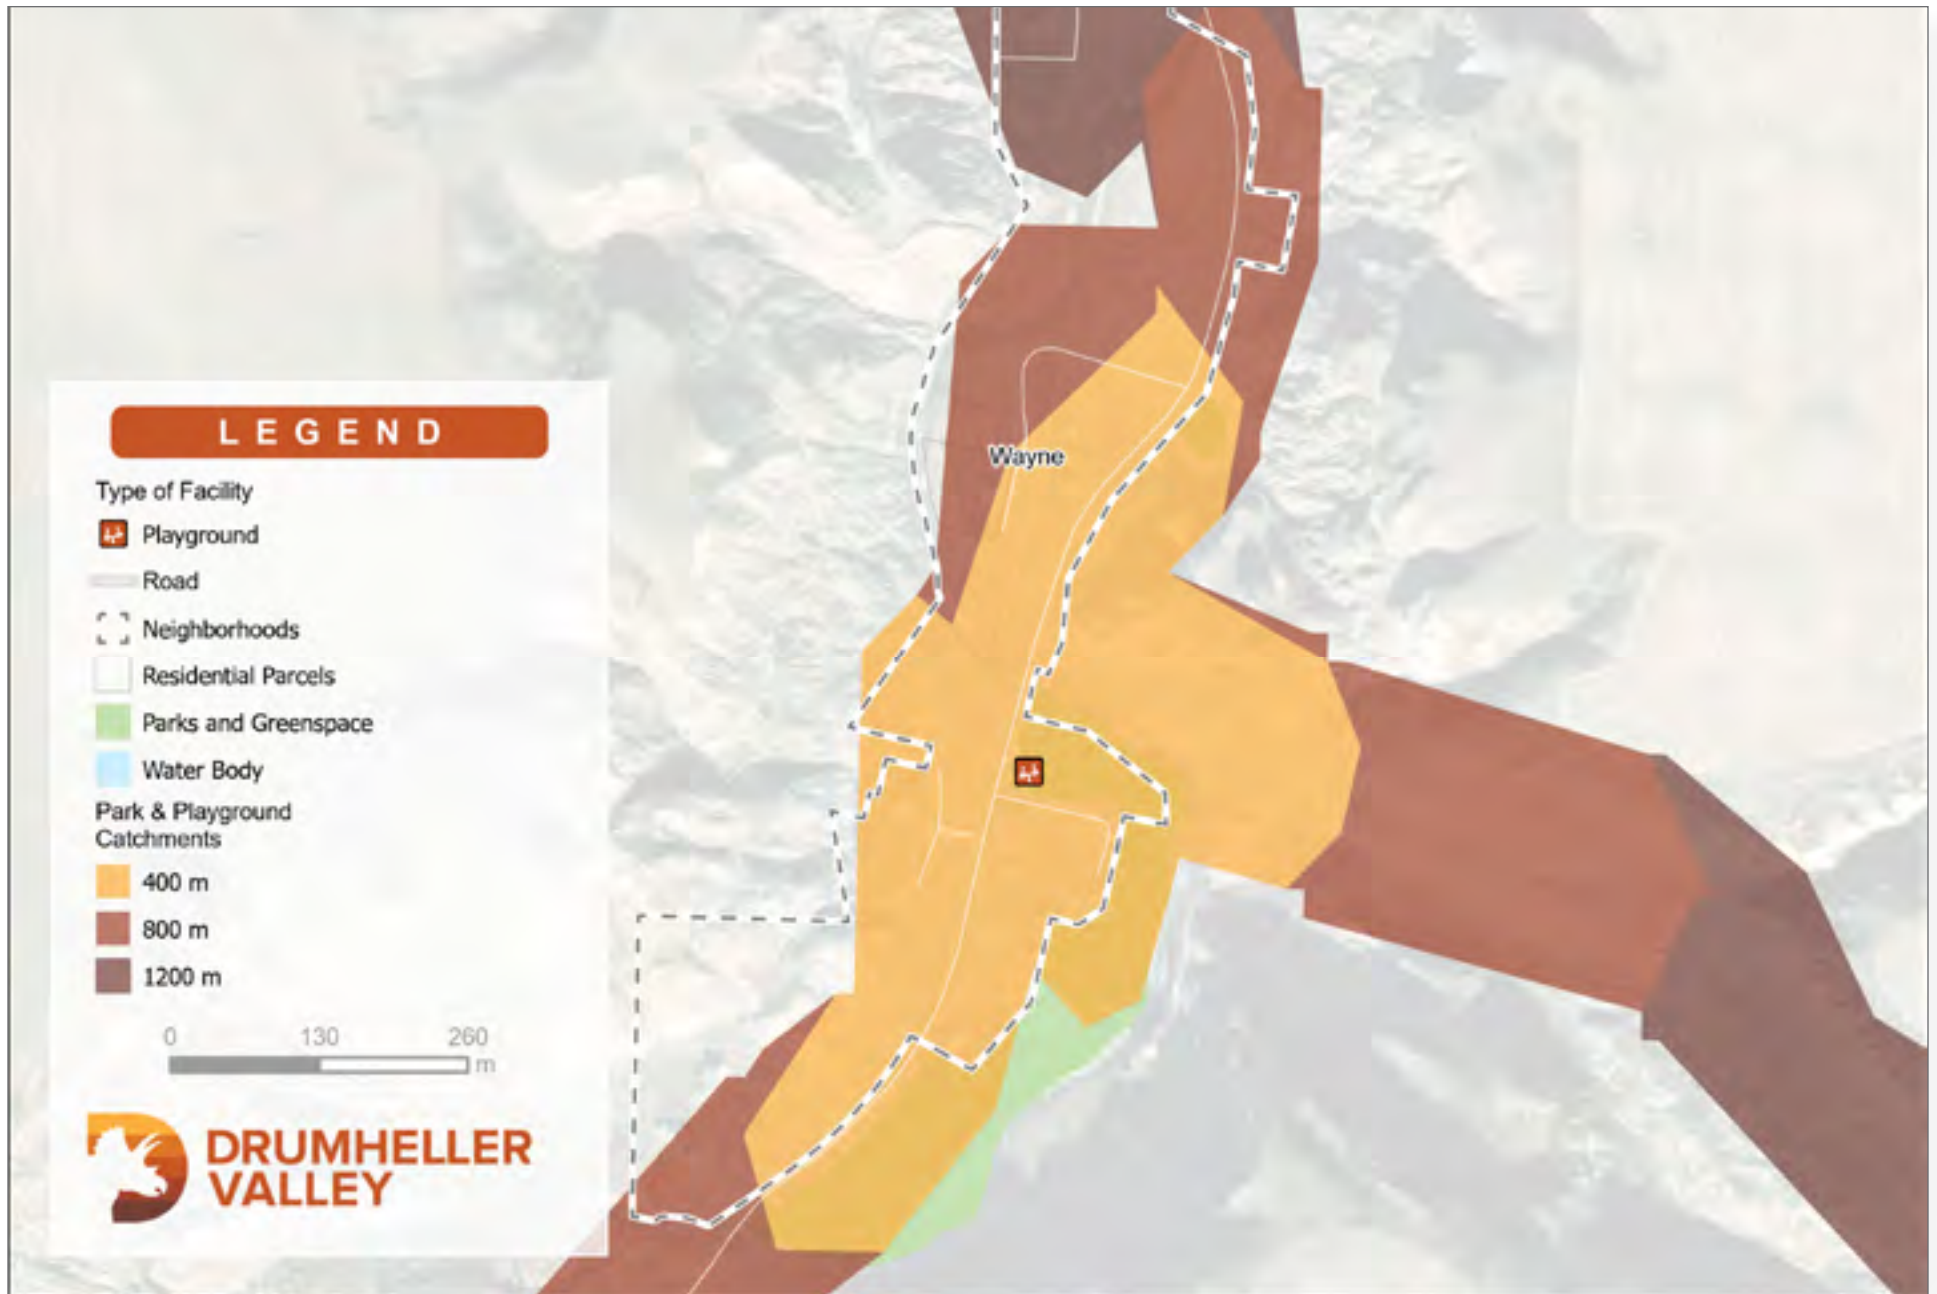 Wayne
LEGEND
Type of Facility
Playground
Road
Neighborhoods
Residential Parcels
Parks and Greenspace
Water Body
Park & Playground
Catchments
400 m
800 m
1200 m
0 130 260
m
DRUMHELLER
VALLEY